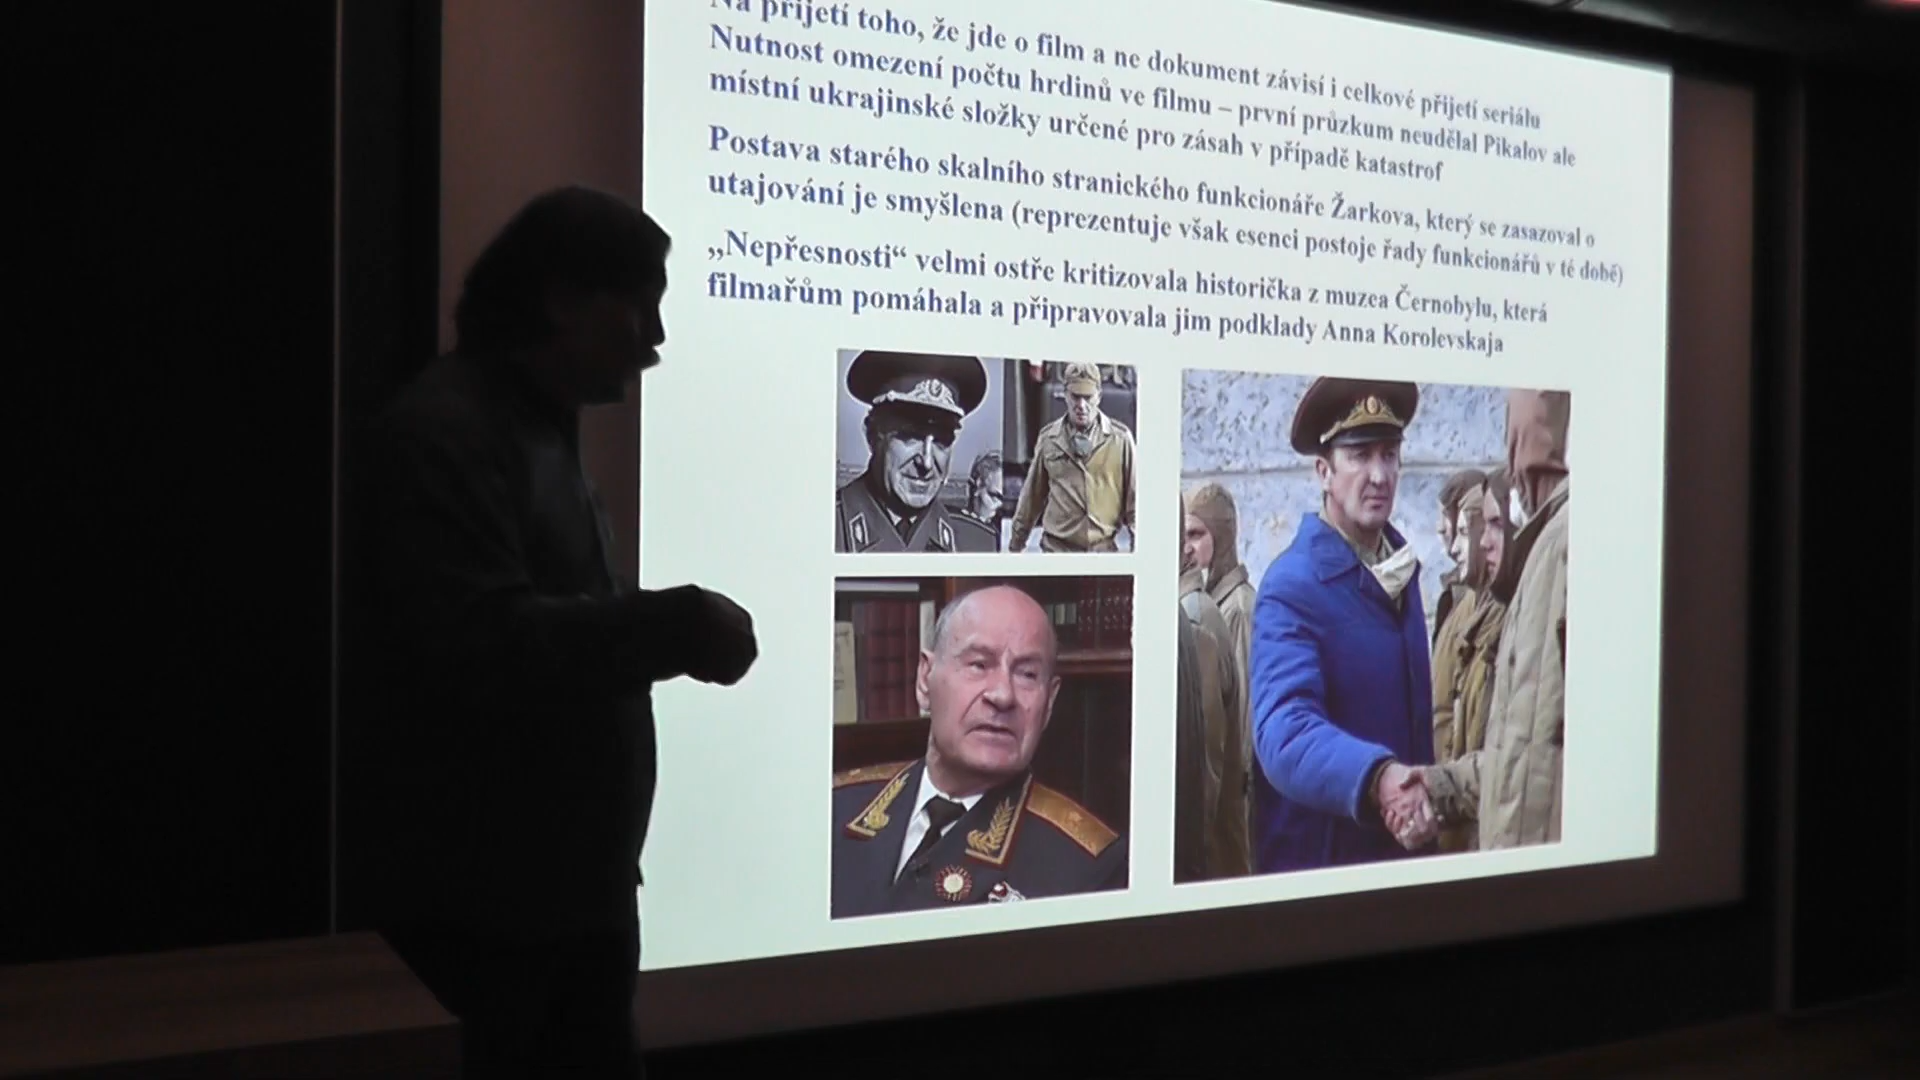 Na přijetí toho, že jde o film a ne dokument závisí i celkové přijetí seriálu
Nutnost omezení počtu hrdinů ve filmu – první průzkum neudělal Pikalov ale
místní ukrajinské složky určené pro zásah v případě katastrof
Postava starého skalního stranického funkcionáře Žarkova, který se zasazoval o
utajování je smyšlena (reprezentuje však esenci postoje řady funkcionářů v té době)
„Nepřesnosti“ velmi ostře kritizovala historička z muzea Černobylu, která
filmařům pomáhala a připravovala jim podklady Anna Korolevskaja